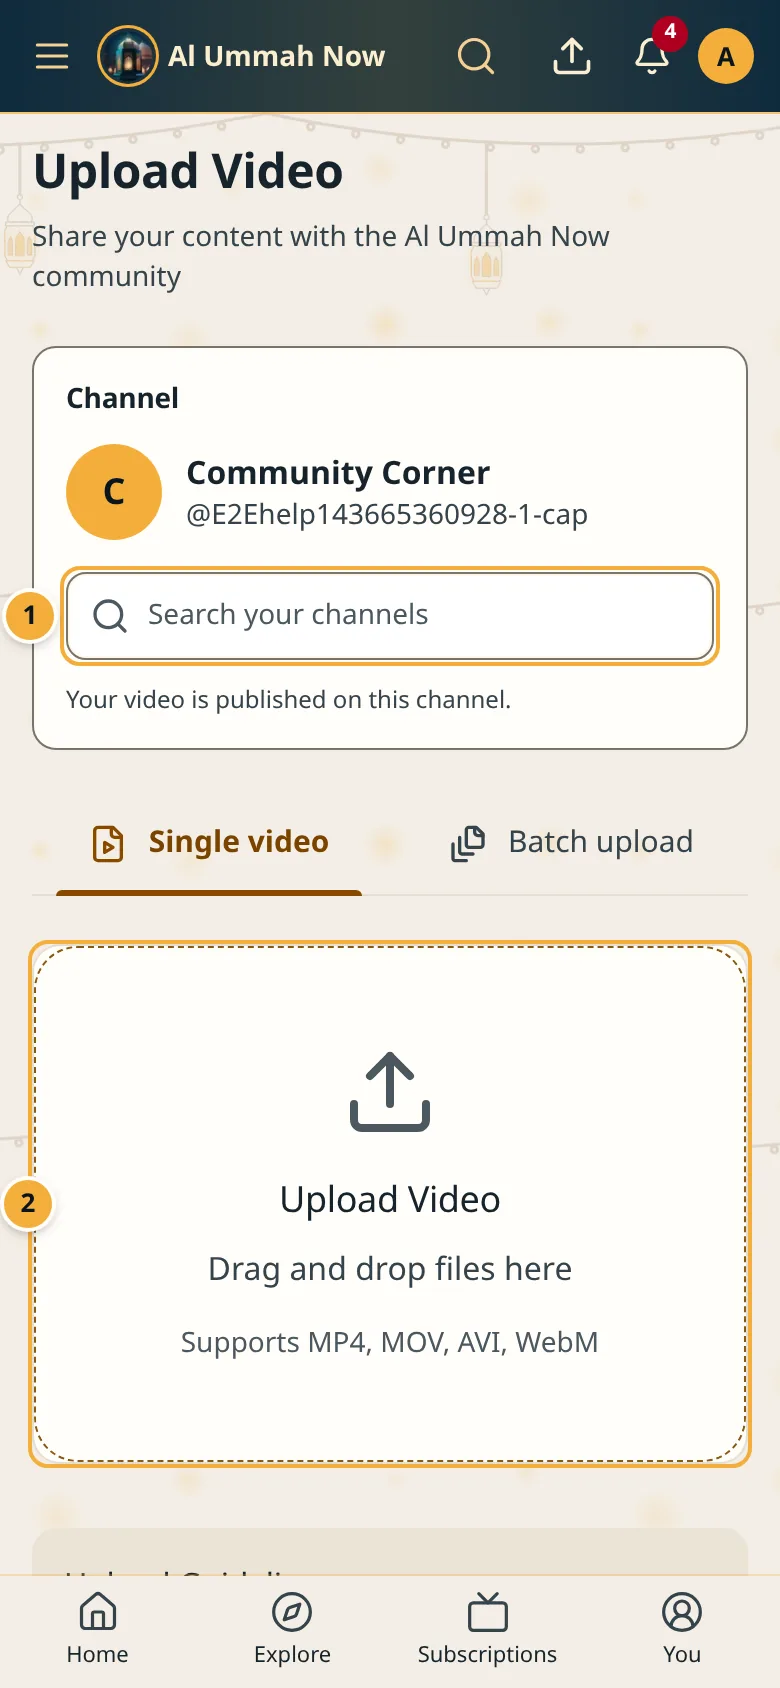 Al Ummah Now
4
A
Upload Video
Share your content with the Al Ummah Now
community
Channel
C
Community Corner
@E2Ehelp143665360928-1-cap
1
Search your channels
Your video is published on this channel.
Single video
Batch upload
2
Upload Video
Drag and drop files here
Supports MP4, MOV, AVI, WebM
Home
Explore
Subscriptions
You